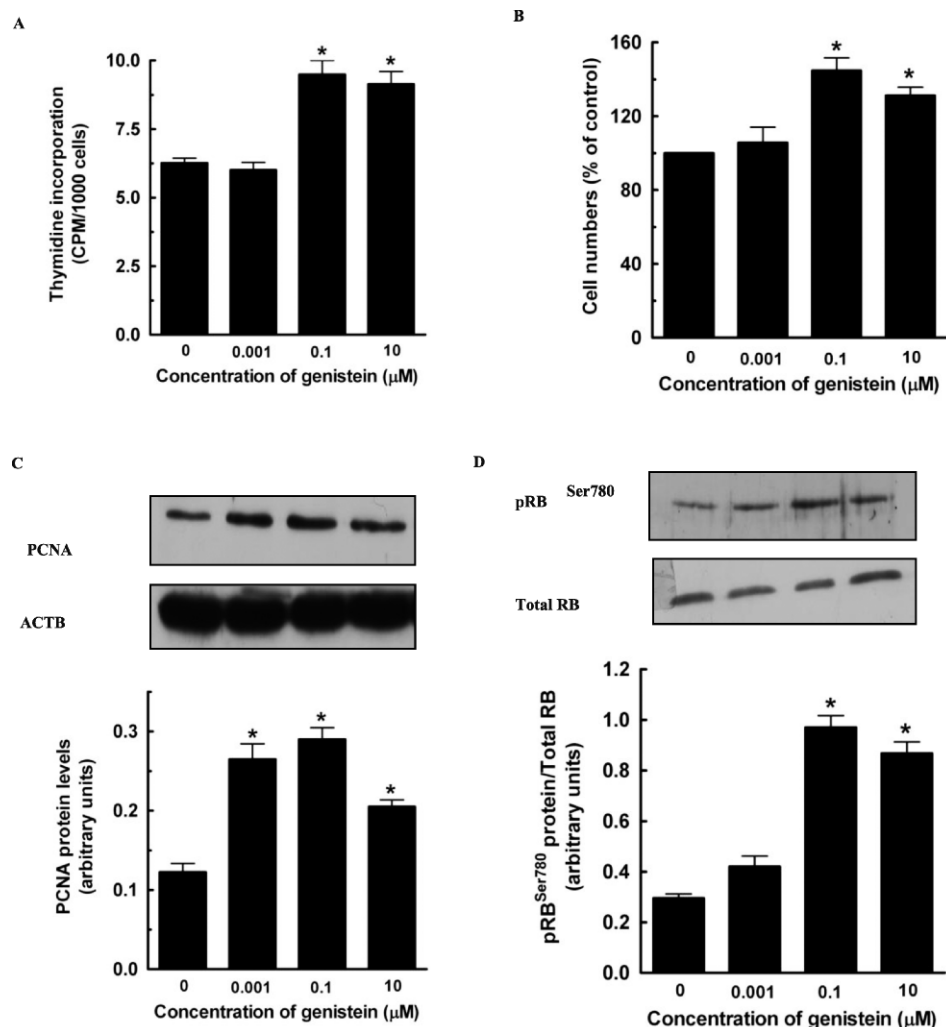 A
Thymidine incorporation
(CPM/1000 cells)
10.0
7.5
5.0
2.5
0.0
*
*
0 0.001 0.1 10
Concentration of genistein (μM)
B
Cell numbers (% of control)
160
120
80
40
0
*
*
0 0.001 0.1 10
Concentration of genistein (μM)
C
PCNA
ACTB
PCNA protein levels
(arbitrary units)
0.3
0.2
0.1
0.0
*
*
*
0 0.001 0.1 10
Concentration of genistein (μM)
D
pRB Ser780
Total RB
pRBSer780 protein/Total RB
(arbitrary units)
1.2
1.0
0.8
0.6
0.4
0.2
0.0
*
*
0 0.001 0.1 10
Concentration of genistein (μM)